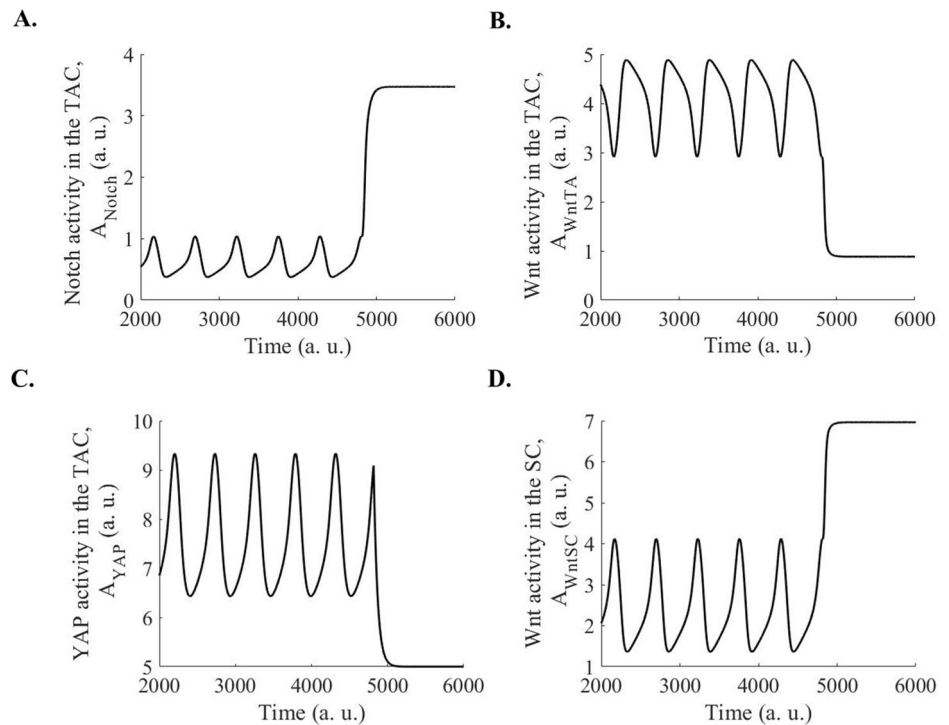 A.
Notch activity in the TAC,
A_Notch (a. u.)
4
3
2
1
0
2000 3000 4000 5000 6000
Time (a. u.)
B.
Wnt activity in the TAC,
A_WntTA (a. u.)
5
4
3
2
1
0
2000 3000 4000 5000 6000
Time (a. u.)
C.
YAP activity in the TAC,
A_YAP (a. u.)
10
9
8
7
6
5
2000 3000 4000 5000 6000
Time (a. u.)
D.
Wnt activity in the SC,
A_WntSC (a. u.)
7
6
5
4
3
2
1
2000 3000 4000 5000 6000
Time (a. u.)